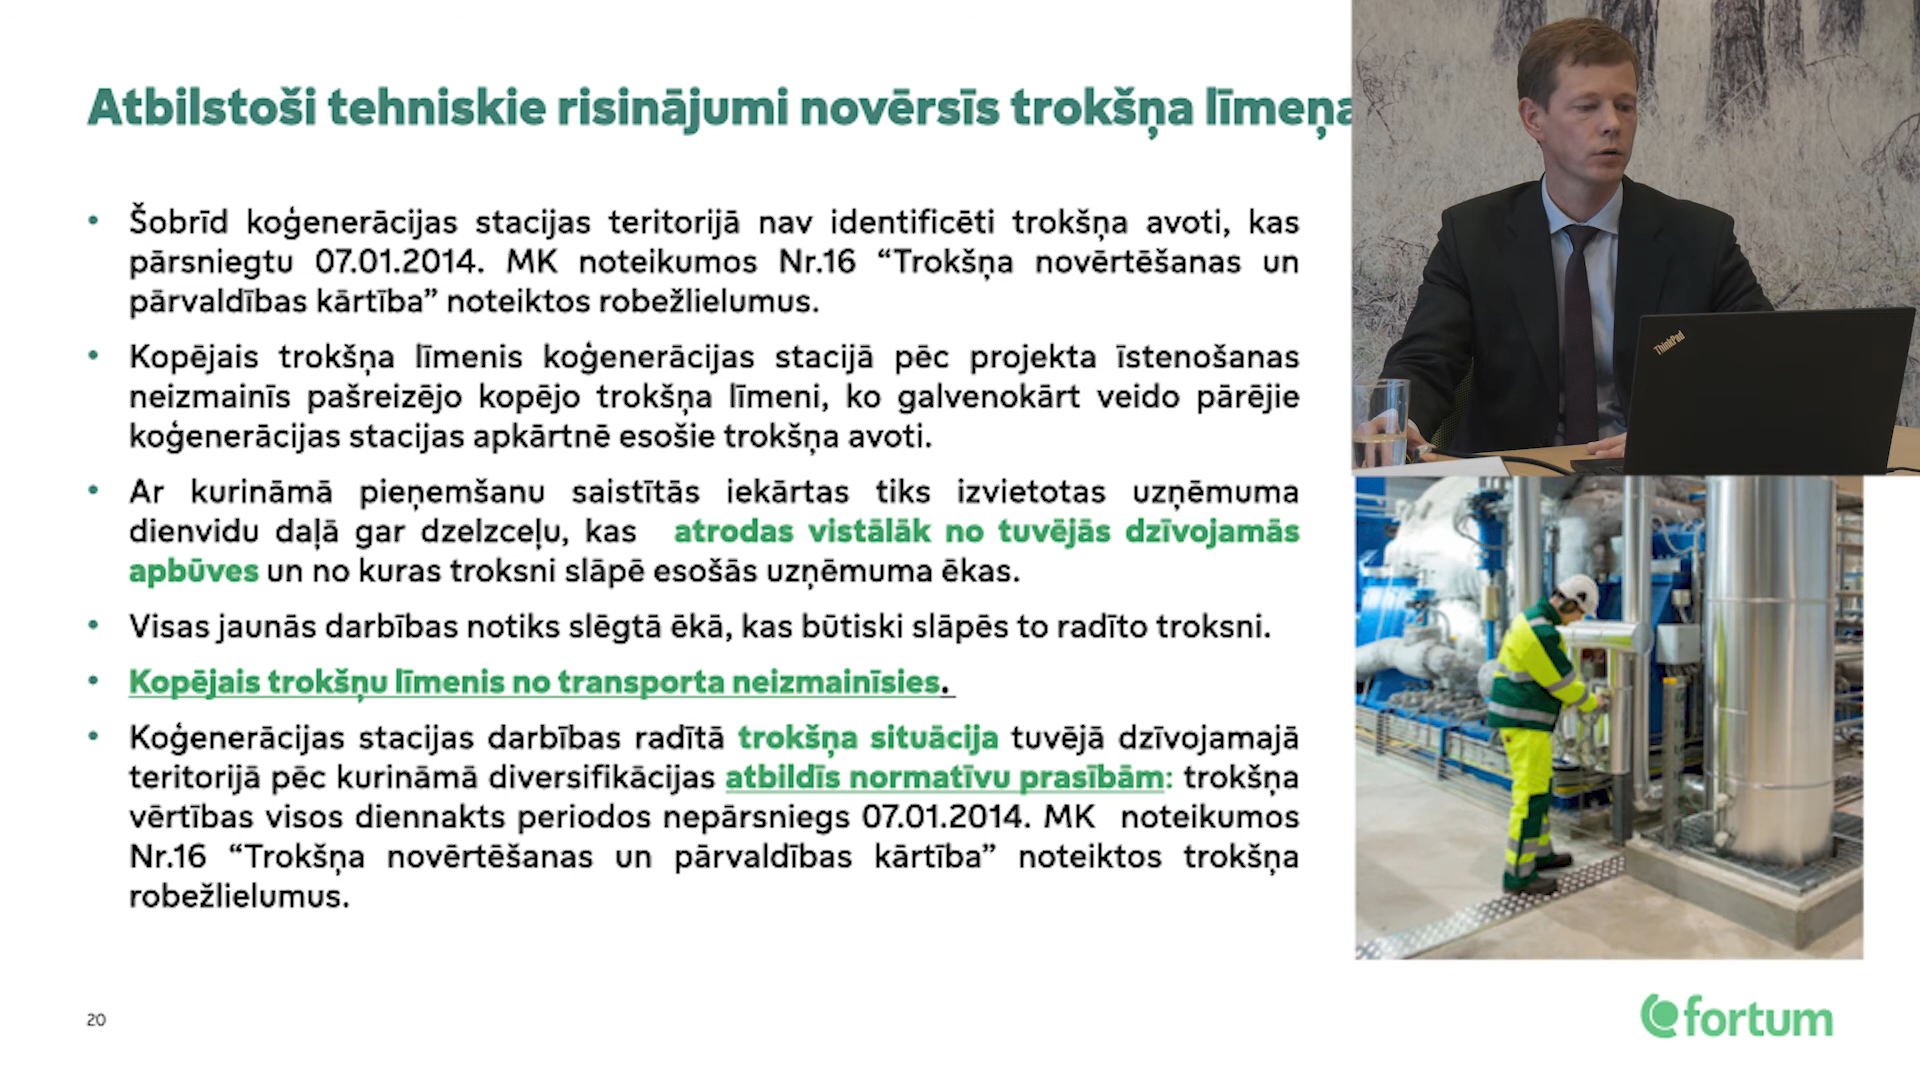 Atbilstoši tehniskie risinājumi novērsīs trokšņa līmeņa
• Šobrīd koģenerācijas stacijas teritorijā nav identificēti trokšņa avoti, kas
pārsniegtu 07.01.2014. MK noteikumos Nr.16 “Trokšņa novērtēšanas un
pārvaldības kārtība” noteiktos robežlielumus.
• Kopējais trokšņa līmenis koģenerācijas stacijā pēc projekta īstenošanas
neizmainīs pašreizējo kopējo trokšņa līmeni, ko galvenokārt veido pārējie
koģenerācijas stacijas apkārtnē esošie trokšņa avoti.
• Ar kurināmā pieņemšanu saistītās iekārtas tiks izvietotas uzņēmuma
dienvidu daļā gar dzelzceļu, kas atrodas vistālāk no tuvējās dzīvojamās
apbūves un no kuras troksni slāpē esošās uzņēmuma ēkas.
• Visas jaunās darbības notiks slēgtā ēkā, kas būtiski slāpēs to radīto troksni.
• Kopējais trokšņu līmenis no transporta neizmainīsies.
• Koģenerācijas stacijas darbības radītā trokšņa situācija tuvējā dzīvojamajā
teritorijā pēc kurināmā diversifikācijas atbildīs normatīvu prasībām: trokšņa
vērtības visos diennakts periodos nepārsniegs 07.01.2014. MK noteikumos
Nr.16 “Trokšņa novērtēšanas un pārvaldības kārtība” noteiktos trokšņa
robežlielumus.
ThinkPad
20
fortum